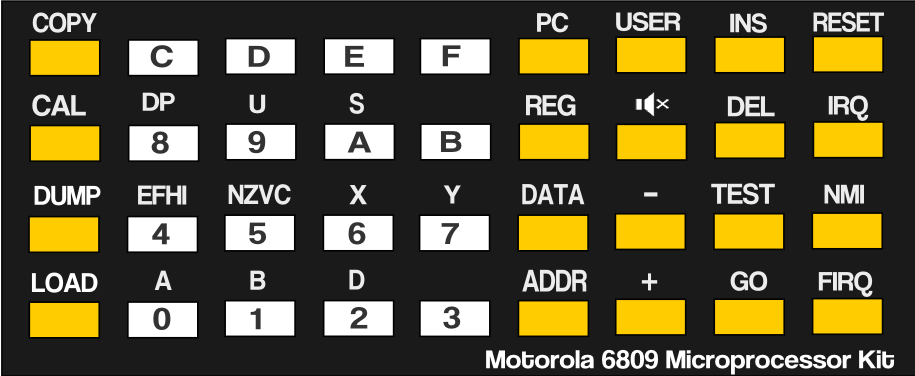 COPY PC USER INS RESET
C D E F
CAL DP U S REG DEL IRQ
8 9 A B
DUMP EFHI NZVC X Y DATA - TEST NMI
4 5 6 7
LOAD A B D ADDR + GO FIRQ
0 1 2 3
Motorola 6809 Microprocessor Kit